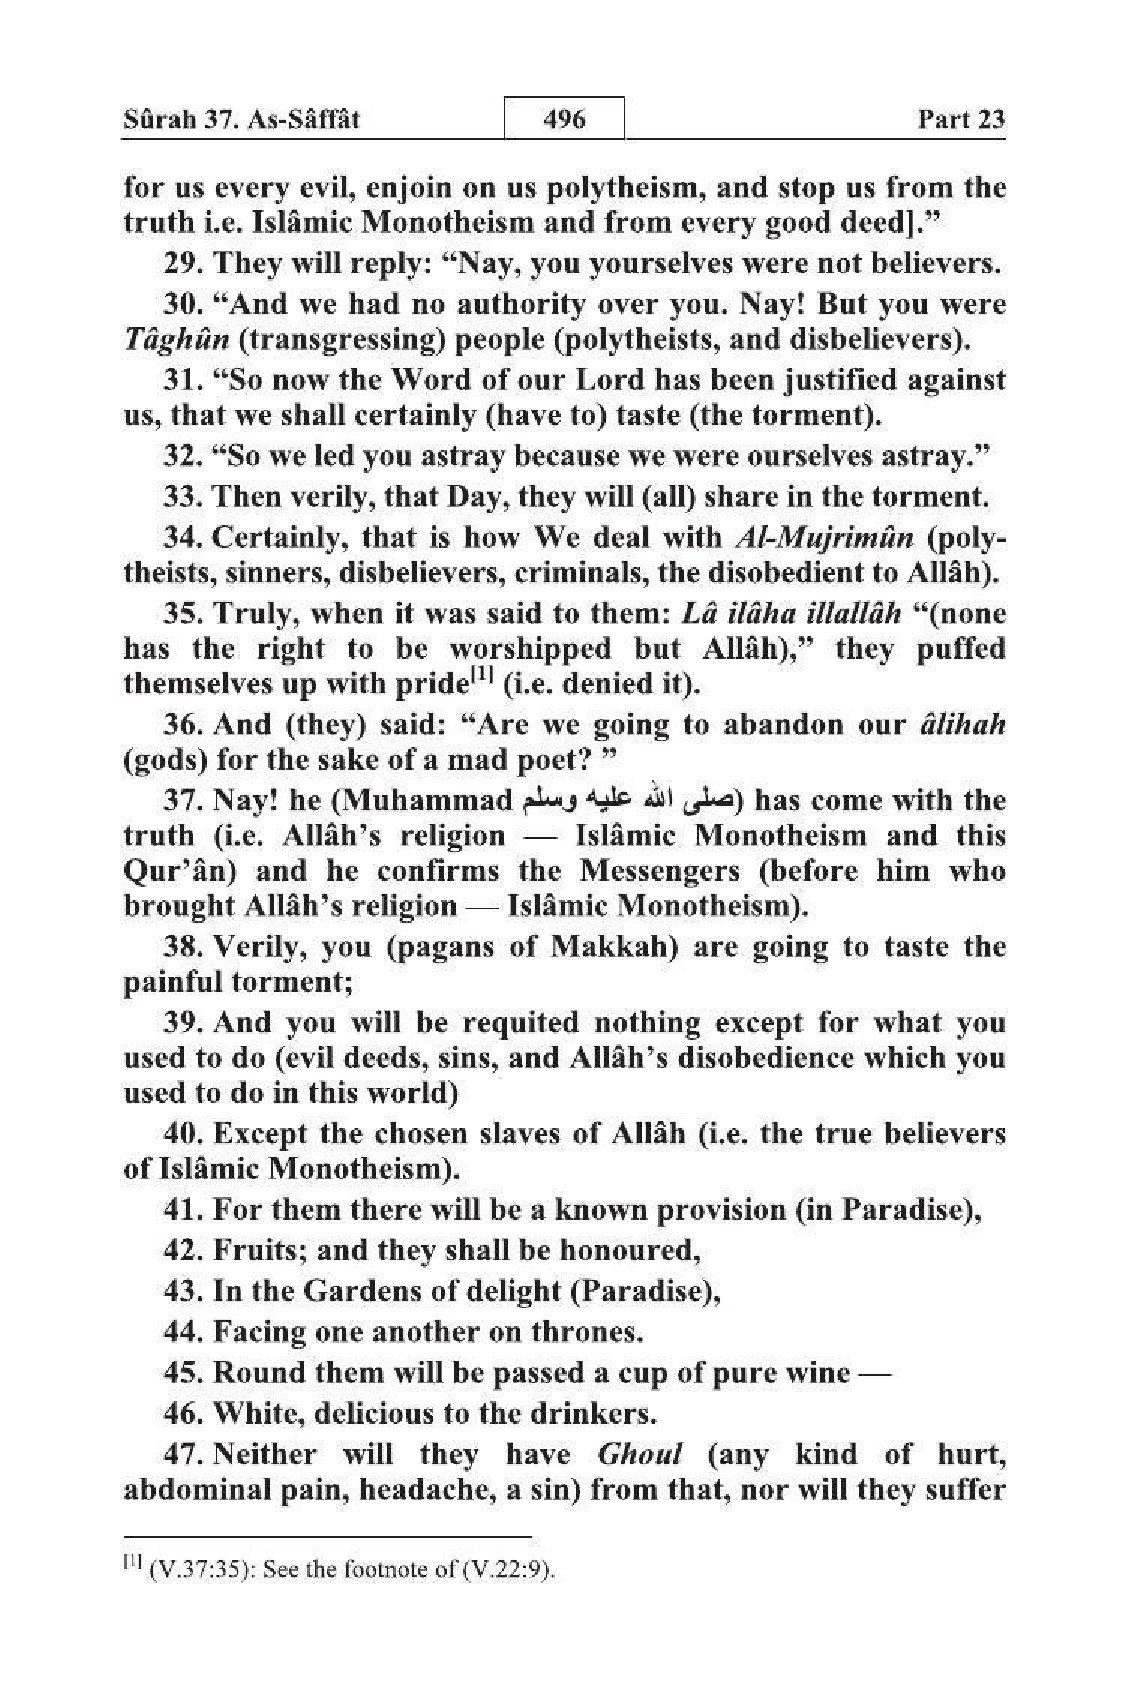 Sûrah 37. As-Sâffât 496 Part 23
for us every evil, enjoin on us polytheism, and stop us from the
truth i.e. Islâmic Monotheism and from every good deed].”
29. They will reply: “Nay, you yourselves were not believers.
30. “And we had no authority over you. Nay! But you were
Tâghûn (transgressing) people (polytheists, and disbelievers).
31. “So now the Word of our Lord has been justified against
us, that we shall certainly (have to) taste (the torment).
32. “So we led you astray because we were ourselves astray.”
33. Then verily, that Day, they will (all) share in the torment.
34. Certainly, that is how We deal with Al-Mujrimûn (poly-
theists, sinners, disbelievers, criminals, the disobedient to Allâh).
35. Truly, when it was said to them: Lâ ilâha illallâh “(none
has the right to be worshipped but Allâh),” they puffed
themselves up with pride[1] (i.e. denied it).
36. And (they) said: “Are we going to abandon our âlihah
(gods) for the sake of a mad poet? ”
37. Nay! he (Muhammad صلى الله عليه وسلم) has come with the
truth (i.e. Allâh’s religion — Islâmic Monotheism and this
Qur’ân) and he confirms the Messengers (before him who
brought Allâh’s religion — Islâmic Monotheism).
38. Verily, you (pagans of Makkah) are going to taste the
painful torment;
39. And you will be requited nothing except for what you
used to do (evil deeds, sins, and Allâh’s disobedience which you
used to do in this world)
40. Except the chosen slaves of Allâh (i.e. the true believers
of Islâmic Monotheism).
41. For them there will be a known provision (in Paradise),
42. Fruits; and they shall be honoured,
43. In the Gardens of delight (Paradise),
44. Facing one another on thrones.
45. Round them will be passed a cup of pure wine —
46. White, delicious to the drinkers.
47. Neither will they have Ghoul (any kind of hurt,
abdominal pain, headache, a sin) from that, nor will they suffer
[1] (V.37:35): See the footnote of (V.22:9).